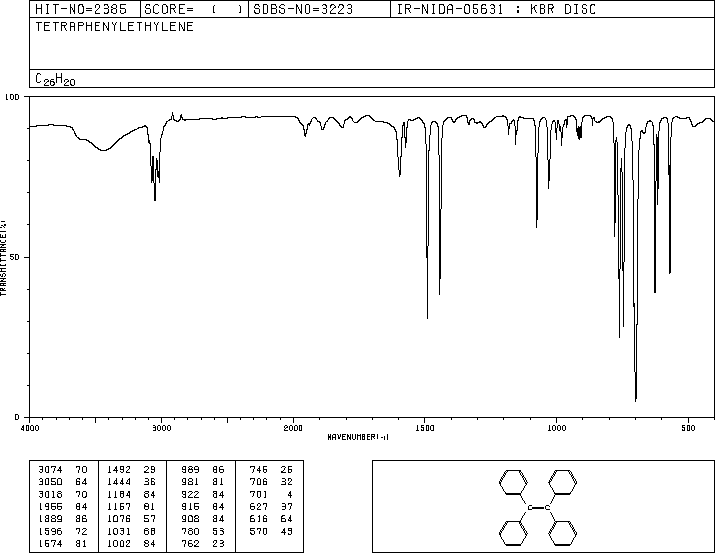 HIT-NO=2385 SCORE= ( ) SDBS-NO=3223 IR-NIDA-05631 : KBR DISC
TETRAPHENYLETHYLENE
C26H20
100
50
0
TRANSMITTANCE(%)
4000 3000 2000 1500 1000 500
WAVENUMBER(-1)
3074 70 1492 29 989 86 746 26
3050 64 1444 36 981 81 706 32
3018 70 1184 84 922 84 701 4
1955 84 1157 81 915 84 627 37
1889 86 1076 57 908 84 616 64
1596 72 1031 68 780 53 570 43
1574 81 1002 84 762 23
C C